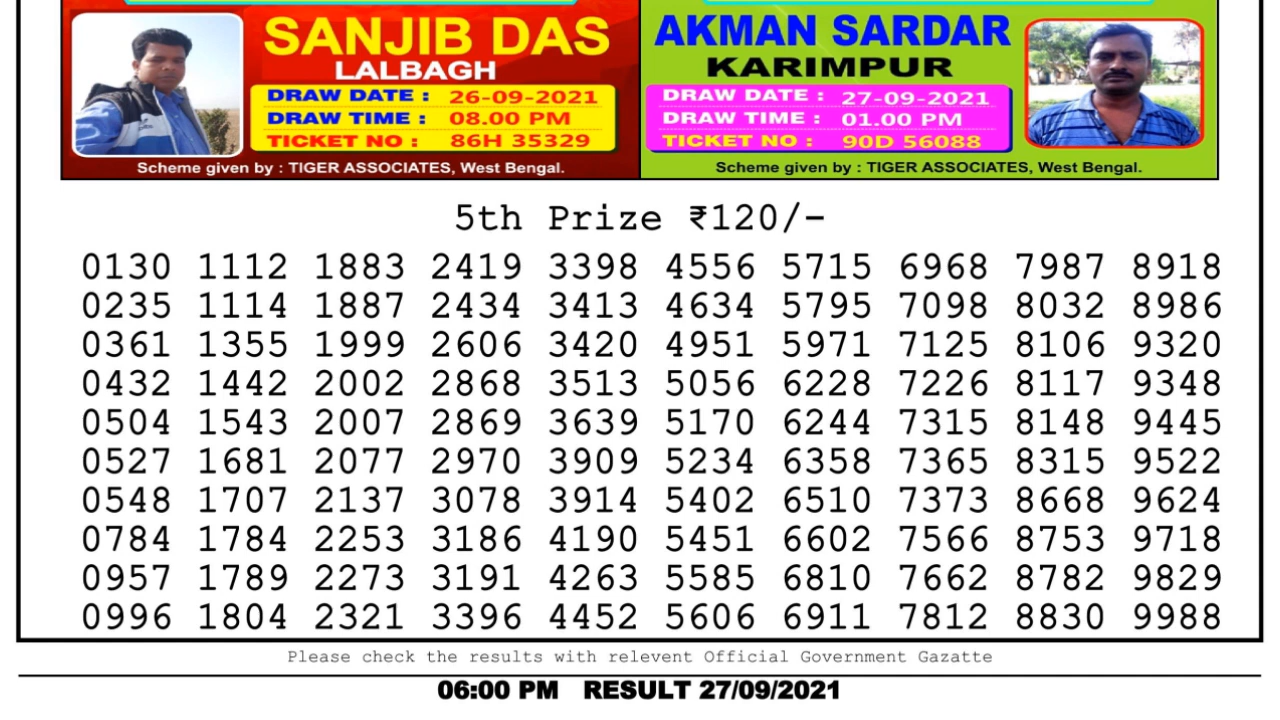 SANJIB DAS
LALBAGH
DRAW DATE : 26-09-2021
DRAW TIME : 08.00 PM
TICKET NO : 86H 35329
Scheme given by : TIGER ASSOCIATES, West Bengal.
AKMAN SARDAR
KARIMPUR
DRAW DATE : 27-09-2021
DRAW TIME : 01.00 PM
TICKET NO : 90D 56088
Scheme given by : TIGER ASSOCIATES, West Bengal.
5th Prize ₹120/-
0130 1112 1883 2419 3398 4556 5715 6968 7987 8918
0235 1114 1887 2434 3413 4634 5795 7098 8032 8986
0361 1355 1999 2606 3420 4951 5971 7125 8106 9320
0432 1442 2002 2868 3513 5056 6228 7226 8117 9348
0504 1543 2007 2869 3639 5170 6244 7315 8148 9445
0527 1681 2077 2970 3909 5234 6358 7365 8315 9522
0548 1707 2137 3078 3914 5402 6510 7373 8668 9624
0784 1784 2253 3186 4190 5451 6602 7566 8753 9718
0957 1789 2273 3191 4263 5585 6810 7662 8782 9829
0996 1804 2321 3396 4452 5606 6911 7812 8830 9988
Please check the results with relevent Official Government Gazatte
06:00 PM RESULT 27/09/2021